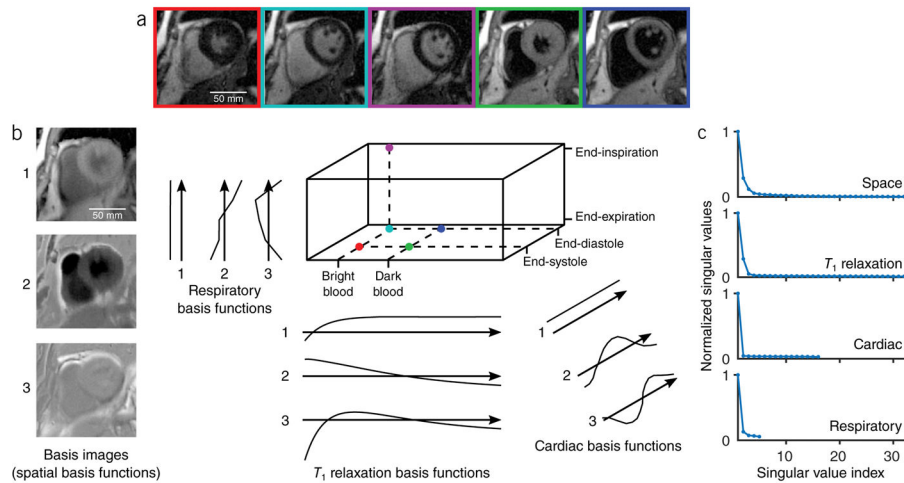 a
50 mm
b
1
50 mm
2
3
Basis images
(spatial basis functions)
1 2 3
Respiratory
basis functions
End-inspiration
End-expiration
End-diastole
End-systole
Bright
blood
Dark
blood
1
2
3
T1 relaxation basis functions
1
2
3
Cardiac basis functions
c
Normalized singular values
1
Space
0
1
T1 relaxation
0
1
Cardiac
0
1
Respiratory
0
10 20 30
Singular value index